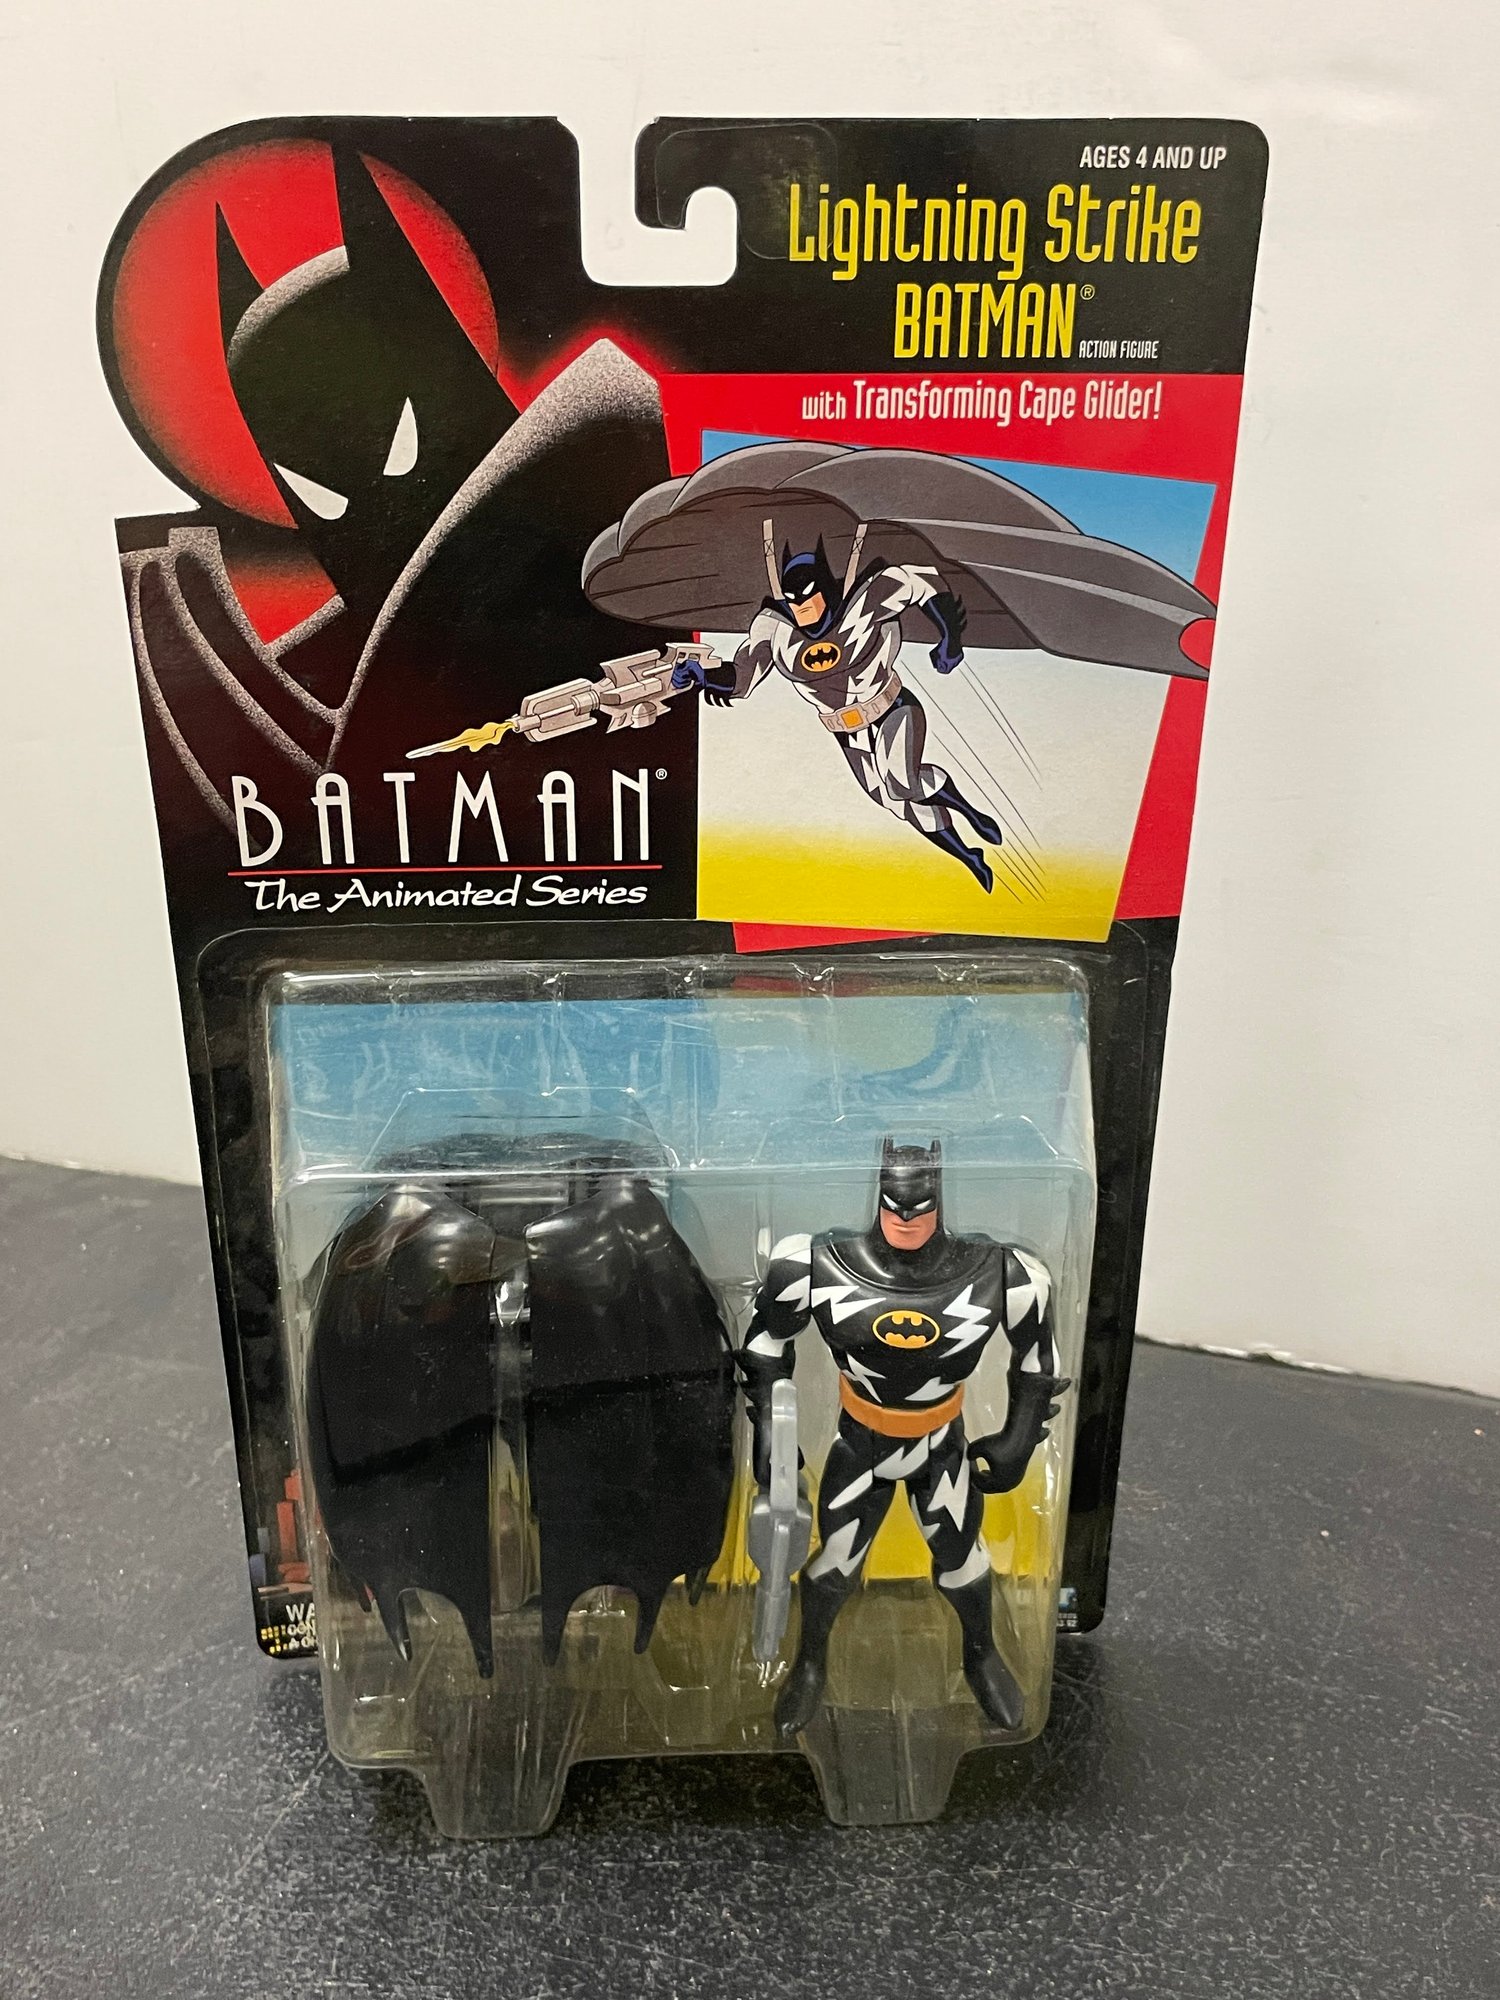 AGES 4 AND UP
Lightning Strike
BATMAN®
ACTION FIGURE
with Transforming Cape Glider!
BATMAN®
The Animated Series